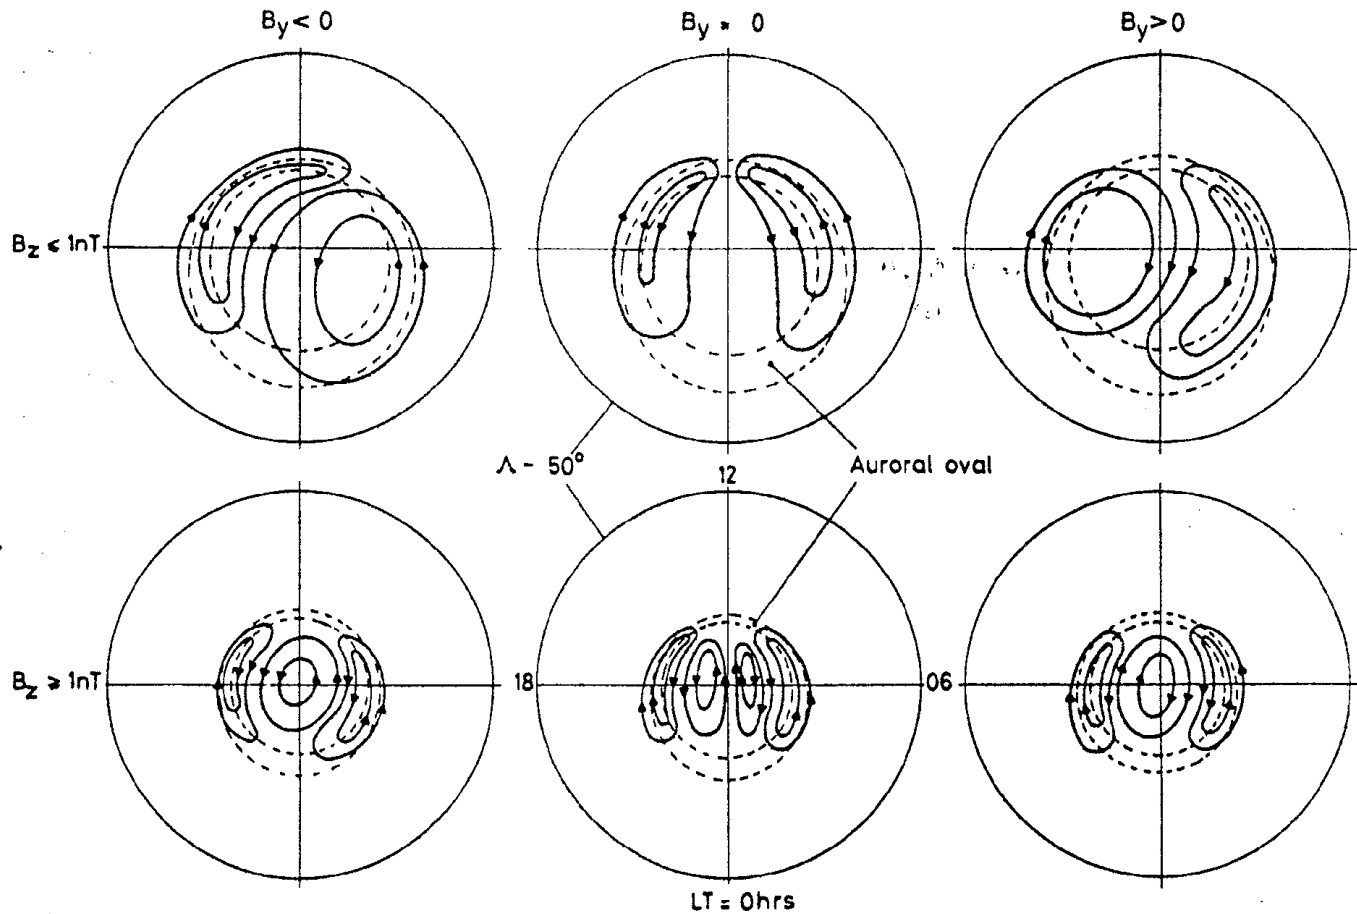 By < 0
By ≈ 0
By > 0
Bz ≤ 1nT
Λ - 50°
12
Auroral oval
Bz ≥ 1nT
18
06
LT = 0hrs